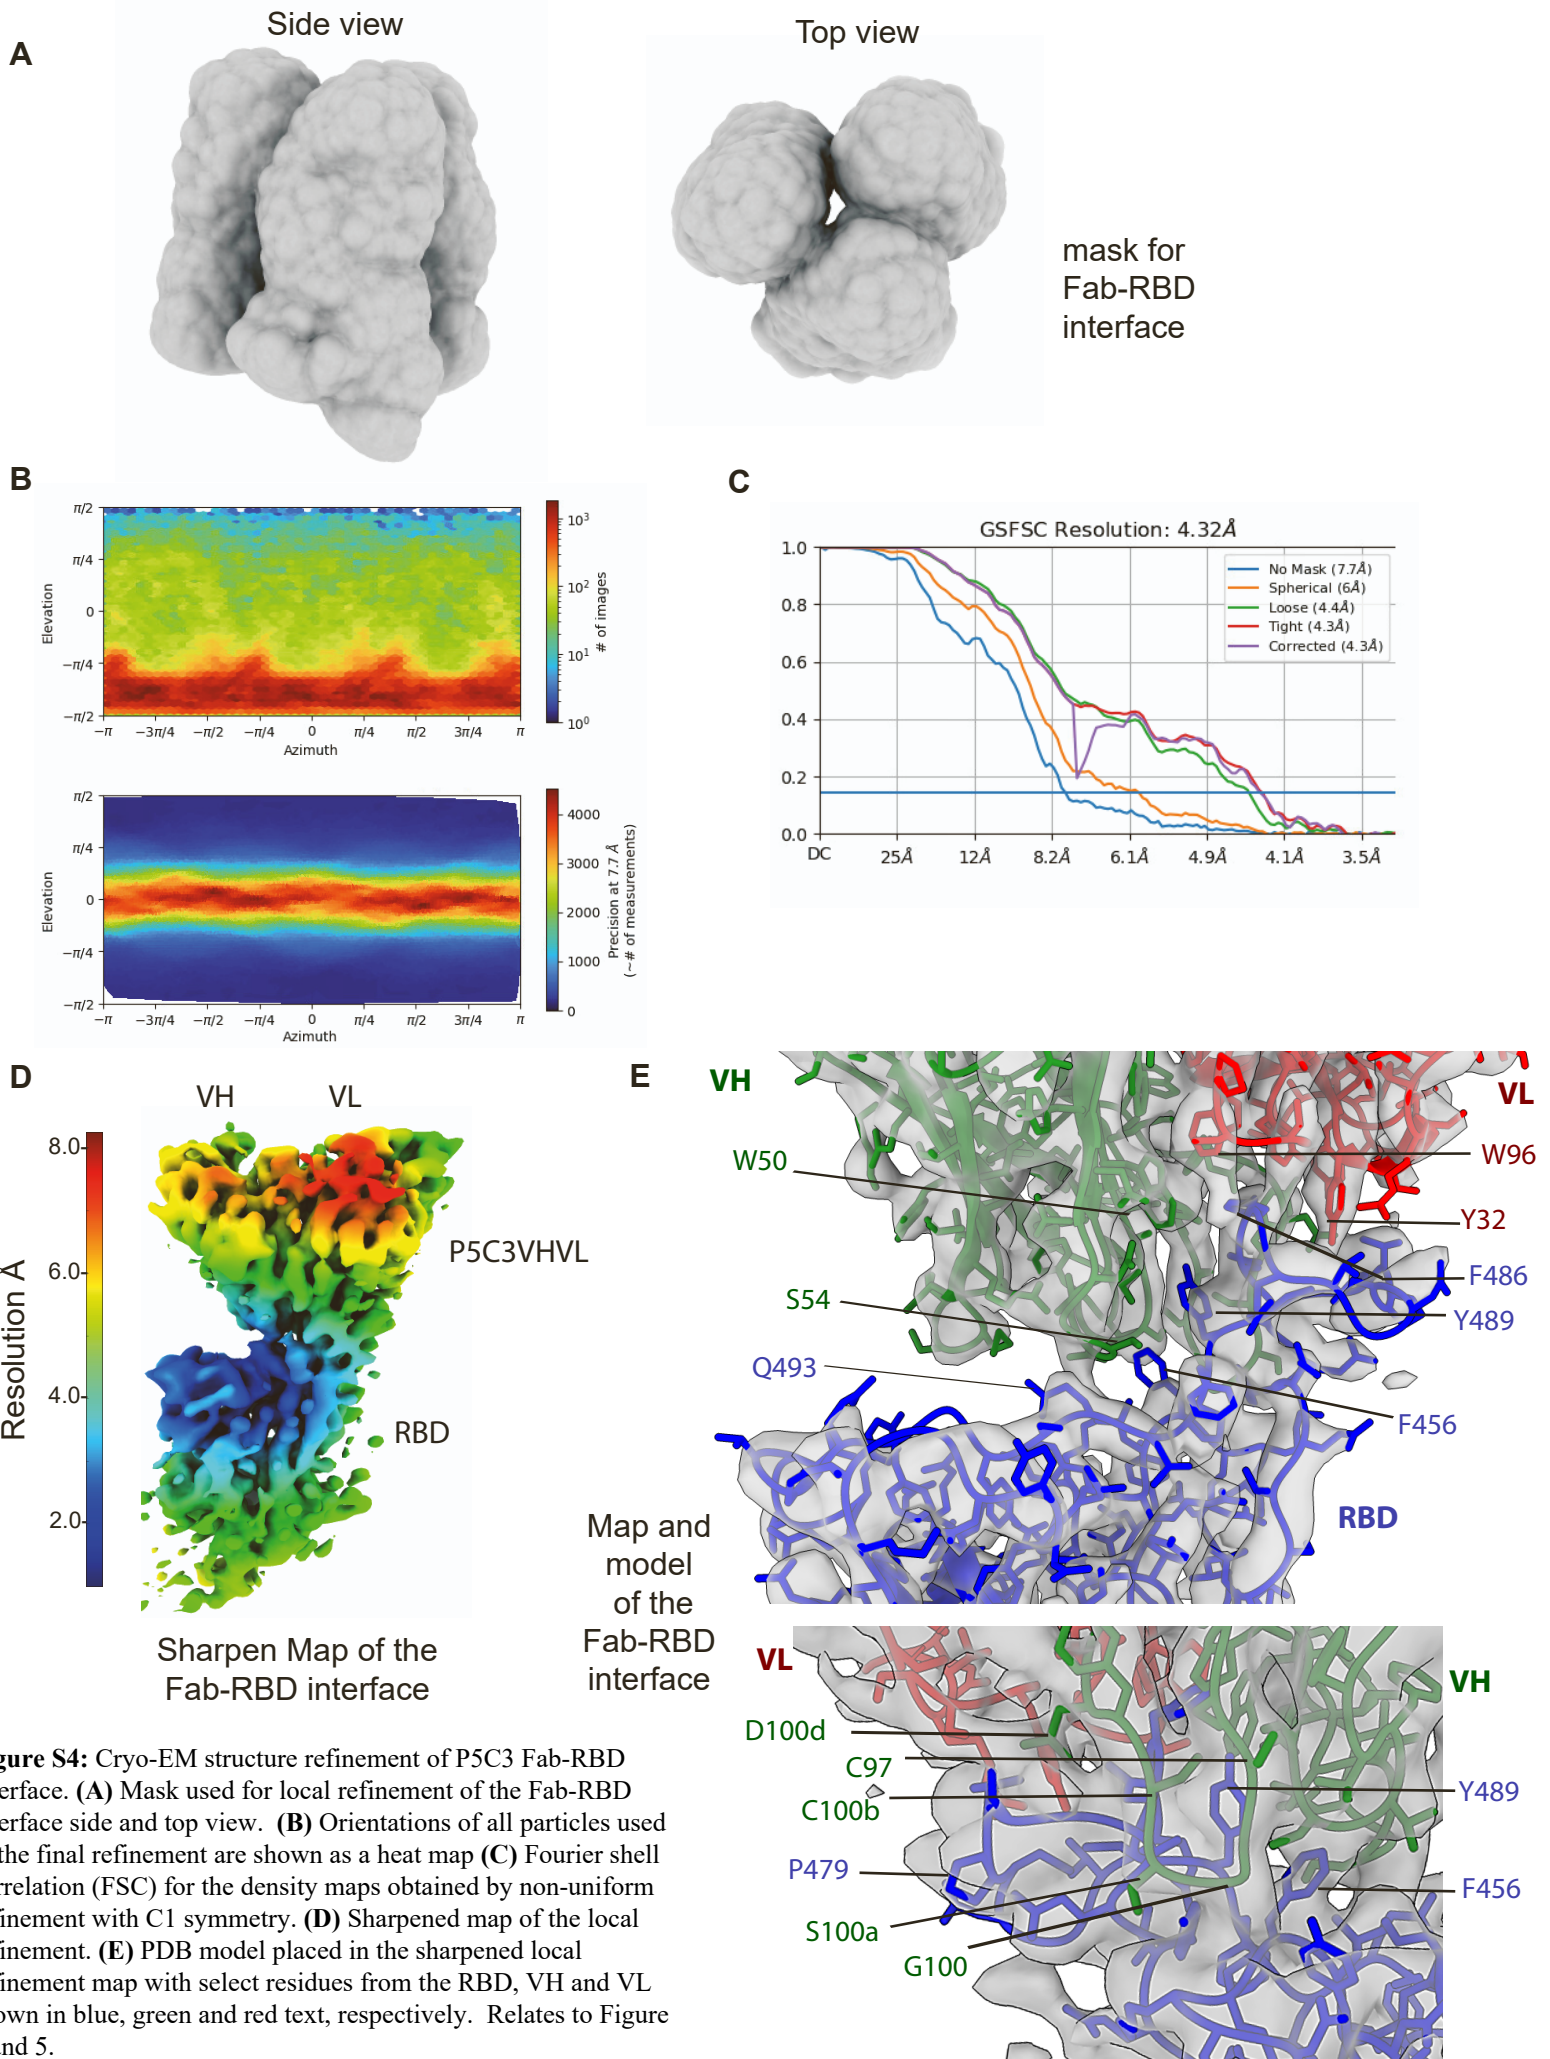 A
Side view
Top view
mask for
Fab-RBD
interface
B
π/2
π/4
0
−π/4
−π/2
Elevation
−π
−3π/4
−π/2
−π/4
0
π/4
π/2
3π/4
π
Azimuth
10³
10²
10¹
10⁰
# of images
π/2
π/4
0
−π/4
−π/2
Elevation
−π
−3π/4
−π/2
−π/4
0
π/4
π/2
3π/4
π
Azimuth
4000
3000
2000
1000
0
Precision at 7.7 Å
(~# of measurements)
C
GSFSC Resolution: 4.32Å
1.0
0.8
0.6
0.4
0.2
0.0
No Mask (7.7Å)
Spherical (6Å)
Loose (4.4Å)
Tight (4.3Å)
Corrected (4.3Å)
DC
25Å
12Å
8.2Å
6.1Å
4.9Å
4.1Å
3.5Å
D
VH
VL
8.0
6.0
4.0
2.0
Resolution Å
P5C3VHVL
RBD
Sharpen Map of the
Fab-RBD interface
E
VH
VL
W50
W96
Y32
S54
F486
Y489
Q493
F456
RBD
Map and
model
of the
Fab-RBD
interface
VL
VH
D100d
C97
C100b
Y489
P479
F456
S100a
G100
gure S4: Cryo-EM structure refinement of P5C3 Fab-RBD
erface. (A) Mask used for local refinement of the Fab-RBD
erface side and top view. (B) Orientations of all particles used
the final refinement are shown as a heat map (C) Fourier shell
rrelation (FSC) for the density maps obtained by non-uniform
finement with C1 symmetry. (D) Sharpened map of the local
finement. (E) PDB model placed in the sharpened local
finement map with select residues from the RBD, VH and VL
own in blue, green and red text, respectively. Relates to Figure
nd 5.